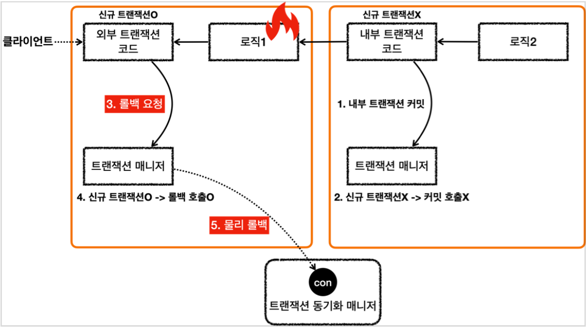 신규 트랜잭션O
신규 트랜잭션X
클라이언트
외부 트랜잭션
코드
로직1
내부 트랜잭션
코드
로직2
3. 롤백 요청
1. 내부 트랜잭션 커밋
트랜잭션 매니저
트랜잭션 매니저
4. 신규 트랜잭션O -> 롤백 호출O
2. 신규 트랜잭션X -> 커밋 호출X
5. 물리 롤백
con
트랜잭션 동기화 매니저